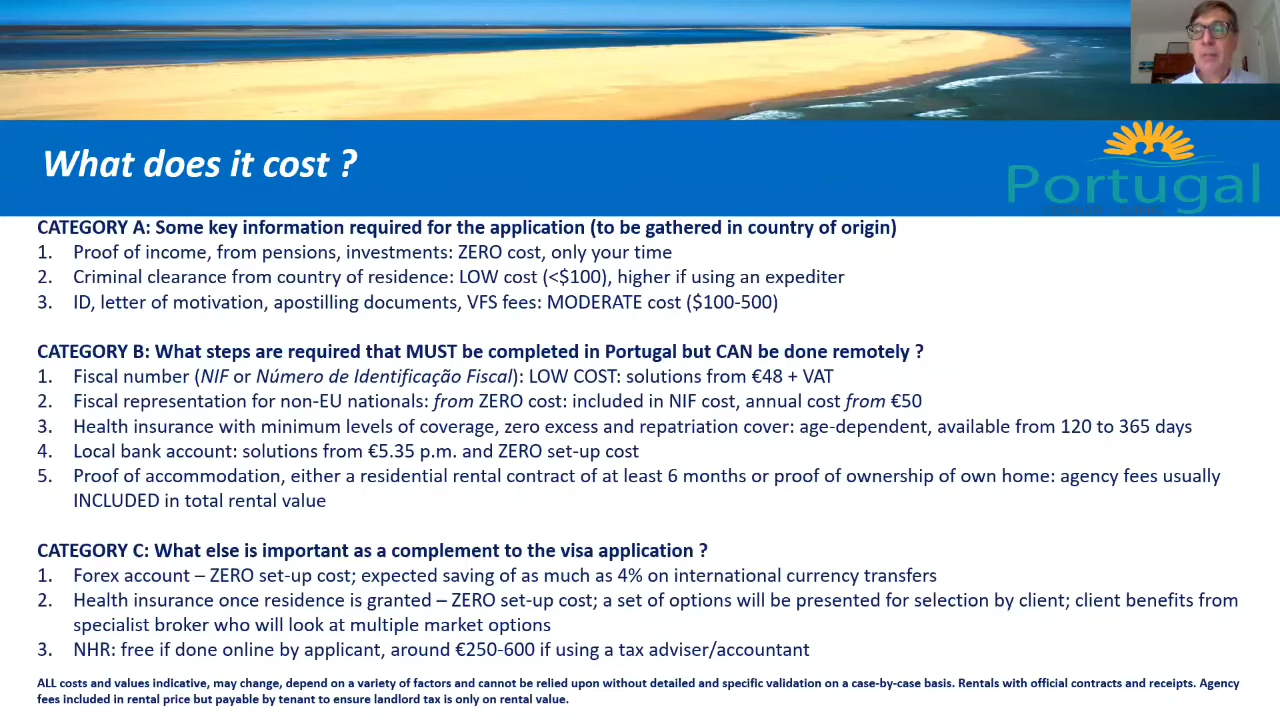 What does it cost ?
Portugal
CATEGORY A: Some key information required for the application (to be gathered in country of origin)
1. Proof of income, from pensions, investments: ZERO cost, only your time
2. Criminal clearance from country of residence: LOW cost (<$100), higher if using an expediter
3. ID, letter of motivation, apostilling documents, VFS fees: MODERATE cost ($100-500)
CATEGORY B: What steps are required that MUST be completed in Portugal but CAN be done remotely ?
1. Fiscal number (NIF or Número de Identificação Fiscal): LOW COST: solutions from €48 + VAT
2. Fiscal representation for non-EU nationals: from ZERO cost: included in NIF cost, annual cost from €50
3. Health insurance with minimum levels of coverage, zero excess and repatriation cover: age-dependent, available from 120 to 365 days
4. Local bank account: solutions from €5.35 p.m. and ZERO set-up cost
5. Proof of accommodation, either a residential rental contract of at least 6 months or proof of ownership of own home: agency fees usually
INCLUDED in total rental value
CATEGORY C: What else is important as a complement to the visa application ?
1. Forex account – ZERO set-up cost; expected saving of as much as 4% on international currency transfers
2. Health insurance once residence is granted – ZERO set-up cost; a set of options will be presented for selection by client; client benefits from
specialist broker who will look at multiple market options
3. NHR: free if done online by applicant, around €250-600 if using a tax adviser/accountant
ALL costs and values indicative, may change, depend on a variety of factors and cannot be relied upon without detailed and specific validation on a case-by-case basis. Rentals with official contracts and receipts. Agency
fees included in rental price but payable by tenant to ensure landlord tax is only on rental value.